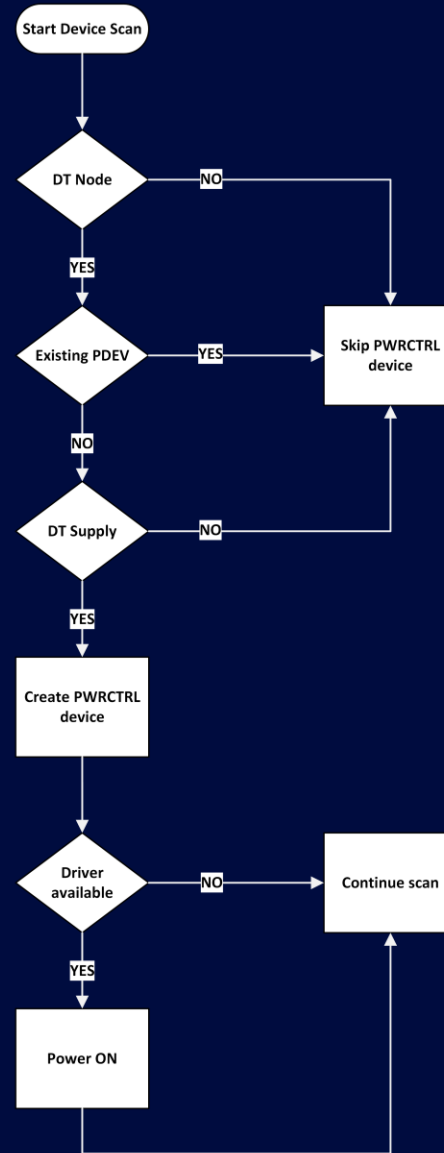 Start Device Scan
DT Node
NO
YES
Existing PDEV
YES
Skip PWRCTRL
device
NO
DT Supply
NO
YES
Create PWRCTRL
device
Driver
available
NO
Continue scan
YES
Power ON